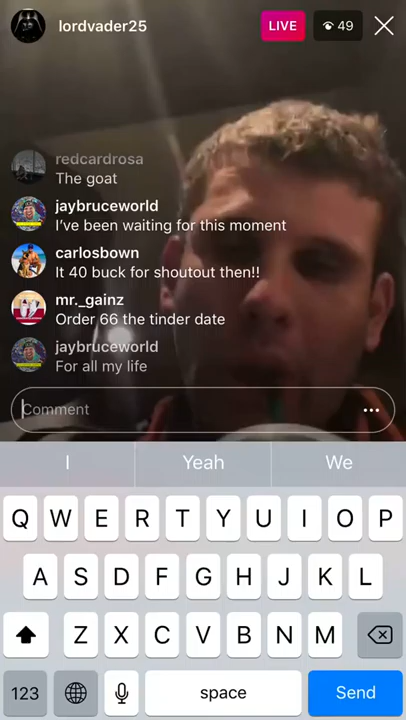 lordvader25
LIVE
49
redcardrosa
The goat
jaybruceworld
I've been waiting for this moment
carlosbown
It 40 buck for shoutout then!!
mr._gainz
Order 66 the tinder date
jaybruceworld
For all my life
Comment
I Yeah We
Q W E R T Y U I O P
A S D F G H J K L
Z X C V B N M
123 space Send